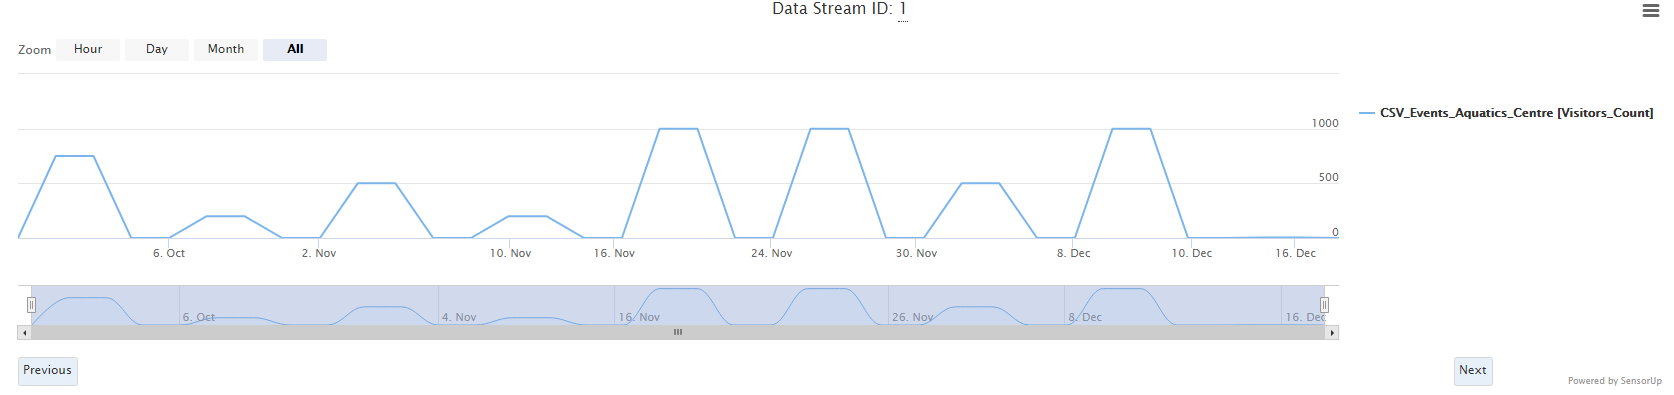 Data Stream ID: 1
Zoom Hour Day Month All
CSV_Events_Aquatics_Centre [Visitors_Count]
1000
500
0
6. Oct 2. Nov 10. Nov 16. Nov 24. Nov 30. Nov 8. Dec 10. Dec 16. Dec
6. Oct 4. Nov 16. Nov 26. Nov 8. Dec 16. Dec
Previous Next
Powered by SensorUp